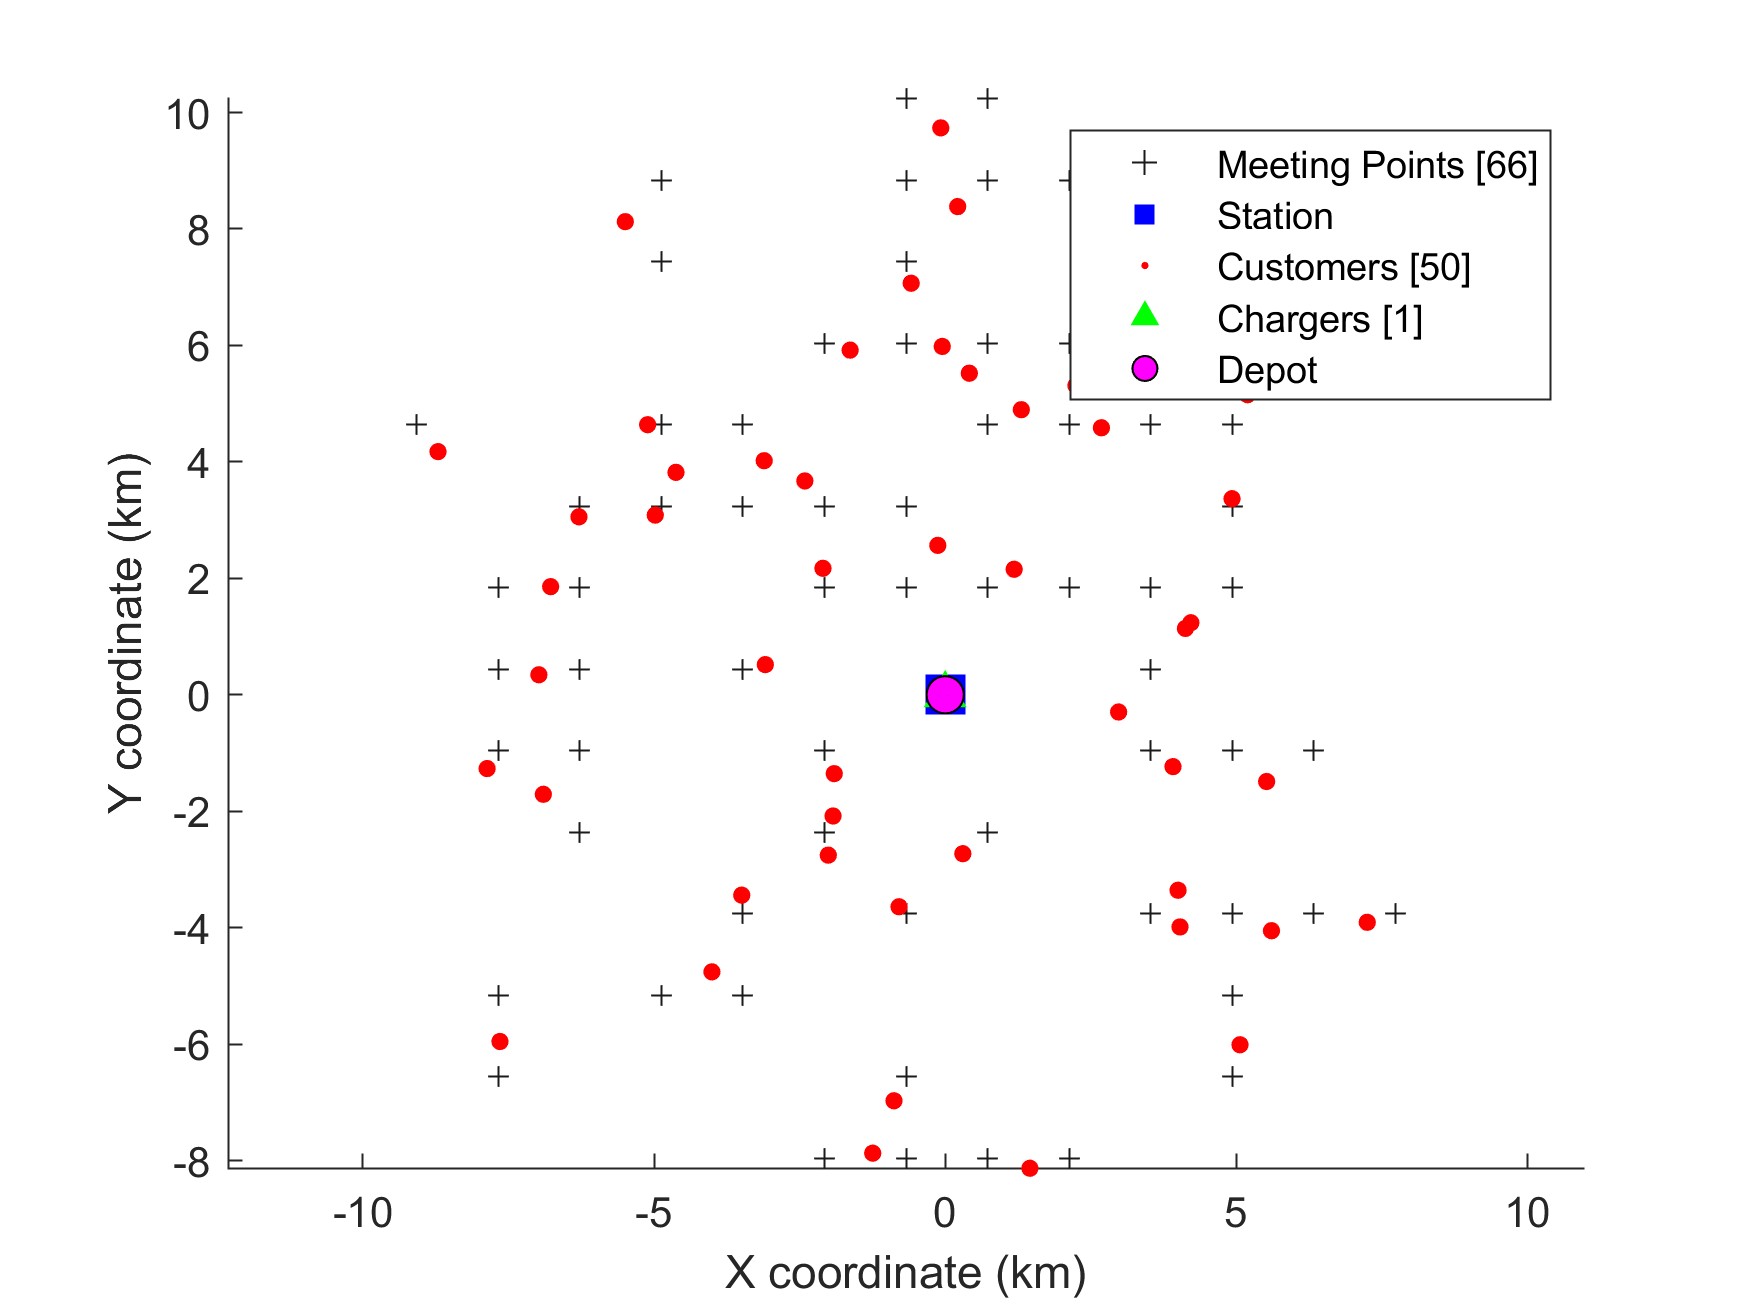 10
8
6
4
2
0
-2
-4
-6
-8
Y coordinate (km)
Meeting Points [66]
Station
Customers [50]
Chargers [1]
Depot
-10
-5
0
5
10
X coordinate (km)